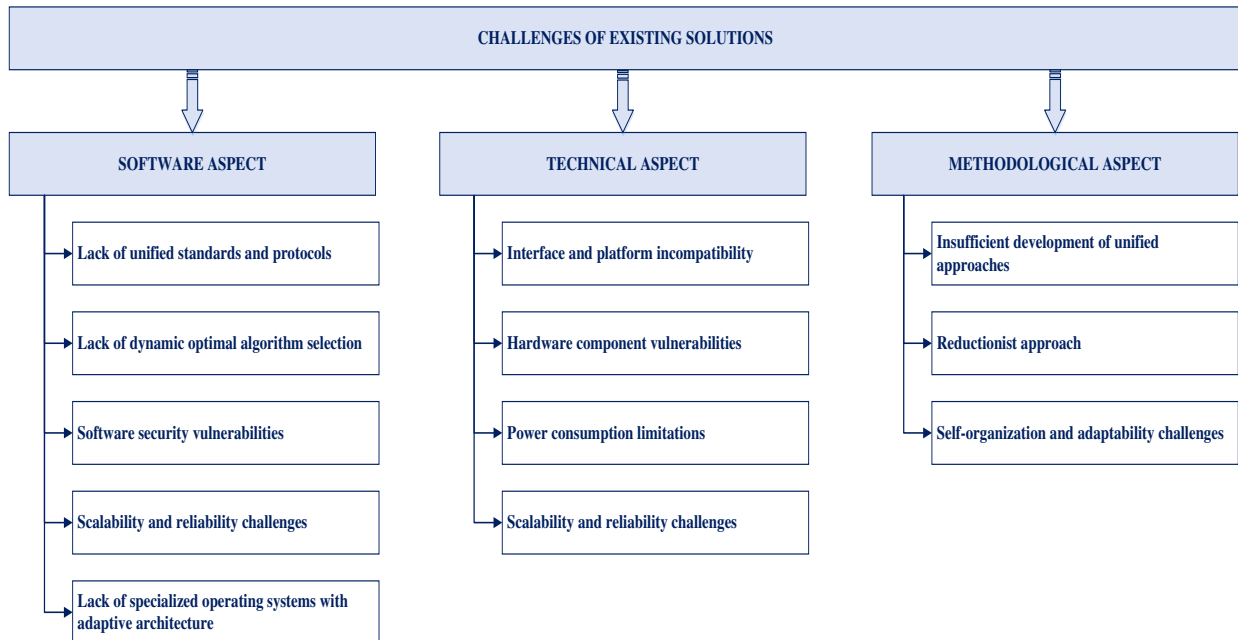 CHALLENGES OF EXISTING SOLUTIONS
SOFTWARE ASPECT
Lack of unified standards and protocols
Lack of dynamic optimal algorithm selection
Software security vulnerabilities
Scalability and reliability challenges
Lack of specialized operating systems with
adaptive architecture
TECHNICAL ASPECT
Interface and platform incompatibility
Hardware component vulnerabilities
Power consumption limitations
Scalability and reliability challenges
METHODOLOGICAL ASPECT
Insufficient development of unified
approaches
Reductionist approach
Self-organization and adaptability challenges